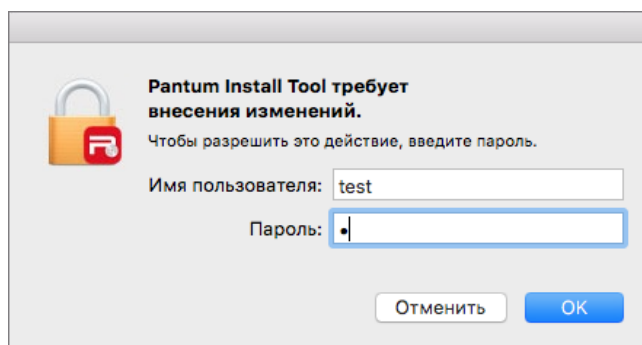 Pantum Install Tool требует
внесения изменений.
Чтобы разрешить это действие, введите пароль.
Имя пользователя: test
Пароль: •
Отменить OK